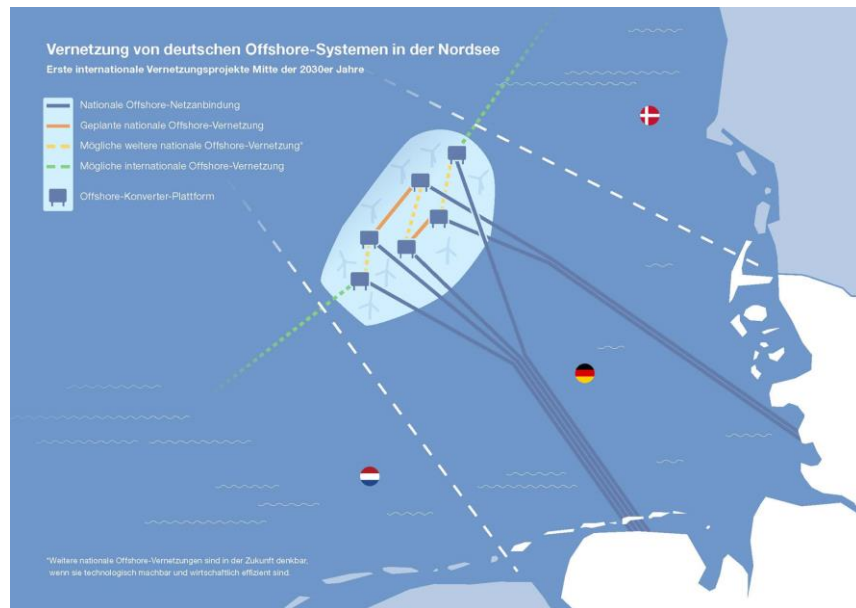 Vernetzung von deutschen Offshore-Systemen in der Nordsee
Erste internationale Vernetzungsprojekte Mitte der 2030er Jahre
Nationale Offshore-Netzanbindung
Geplante nationale Offshore-Vernetzung
Mögliche weitere nationale Offshore-Vernetzung*
Mögliche internationale Offshore-Vernetzung
Offshore-Konverter-Plattform
*Weitere nationale Offshore-Vernetzungen sind in der Zukunft denkbar,
wenn sie technologisch machbar und wirtschaftlich effizient sind.